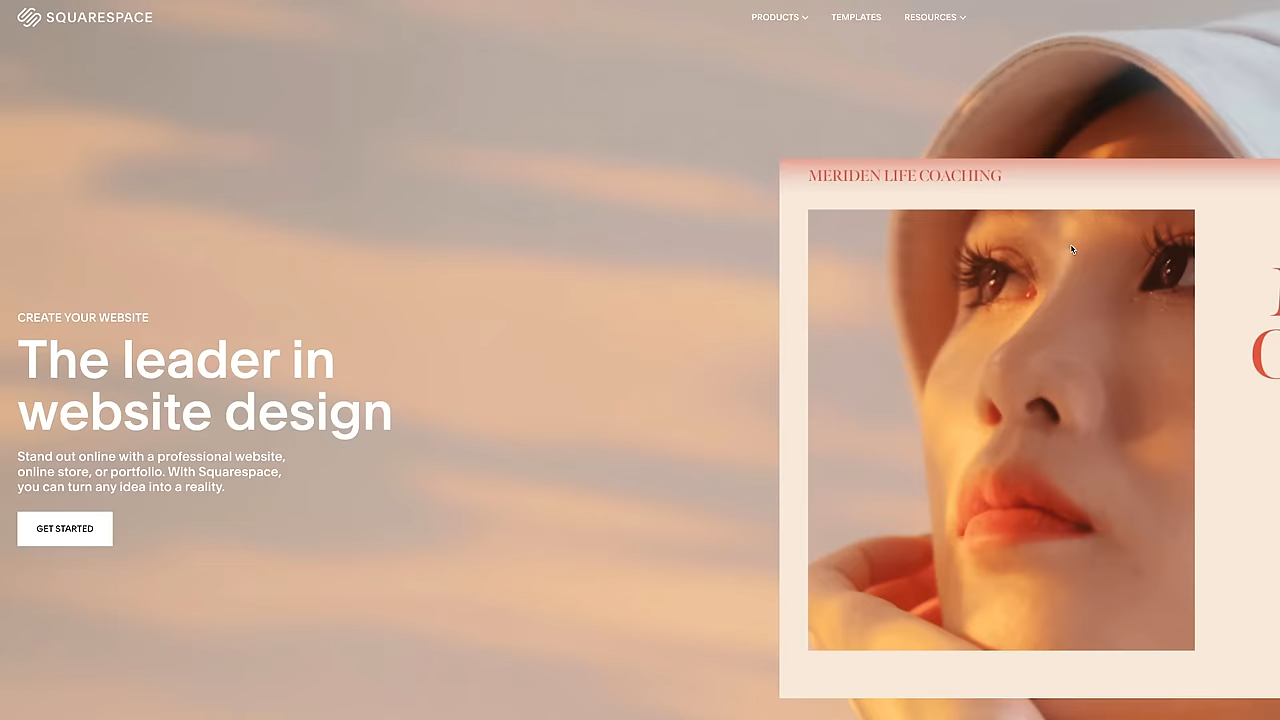 SQUARESPACE
PRODUCTS
TEMPLATES
RESOURCES
MERIDEN LIFE COACHING
CREATE YOUR WEBSITE
The leader in
website design
Stand out online with a professional website,
online store, or portfolio. With Squarespace,
you can turn any idea into a reality.
GET STARTED